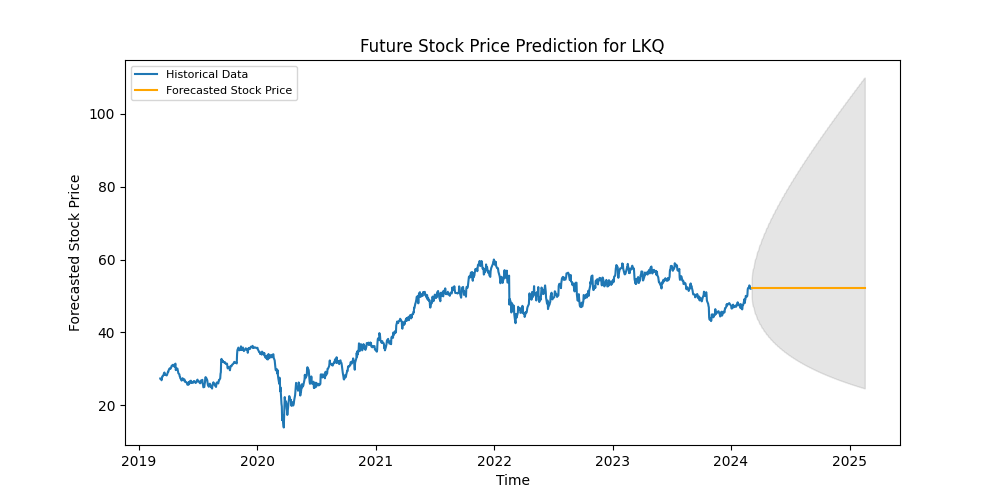 Future Stock Price Prediction for LKQ
Historical Data
Forecasted Stock Price
100
80
60
40
20
Forecasted Stock Price
2019 2020 2021 2022 2023 2024 2025
Time